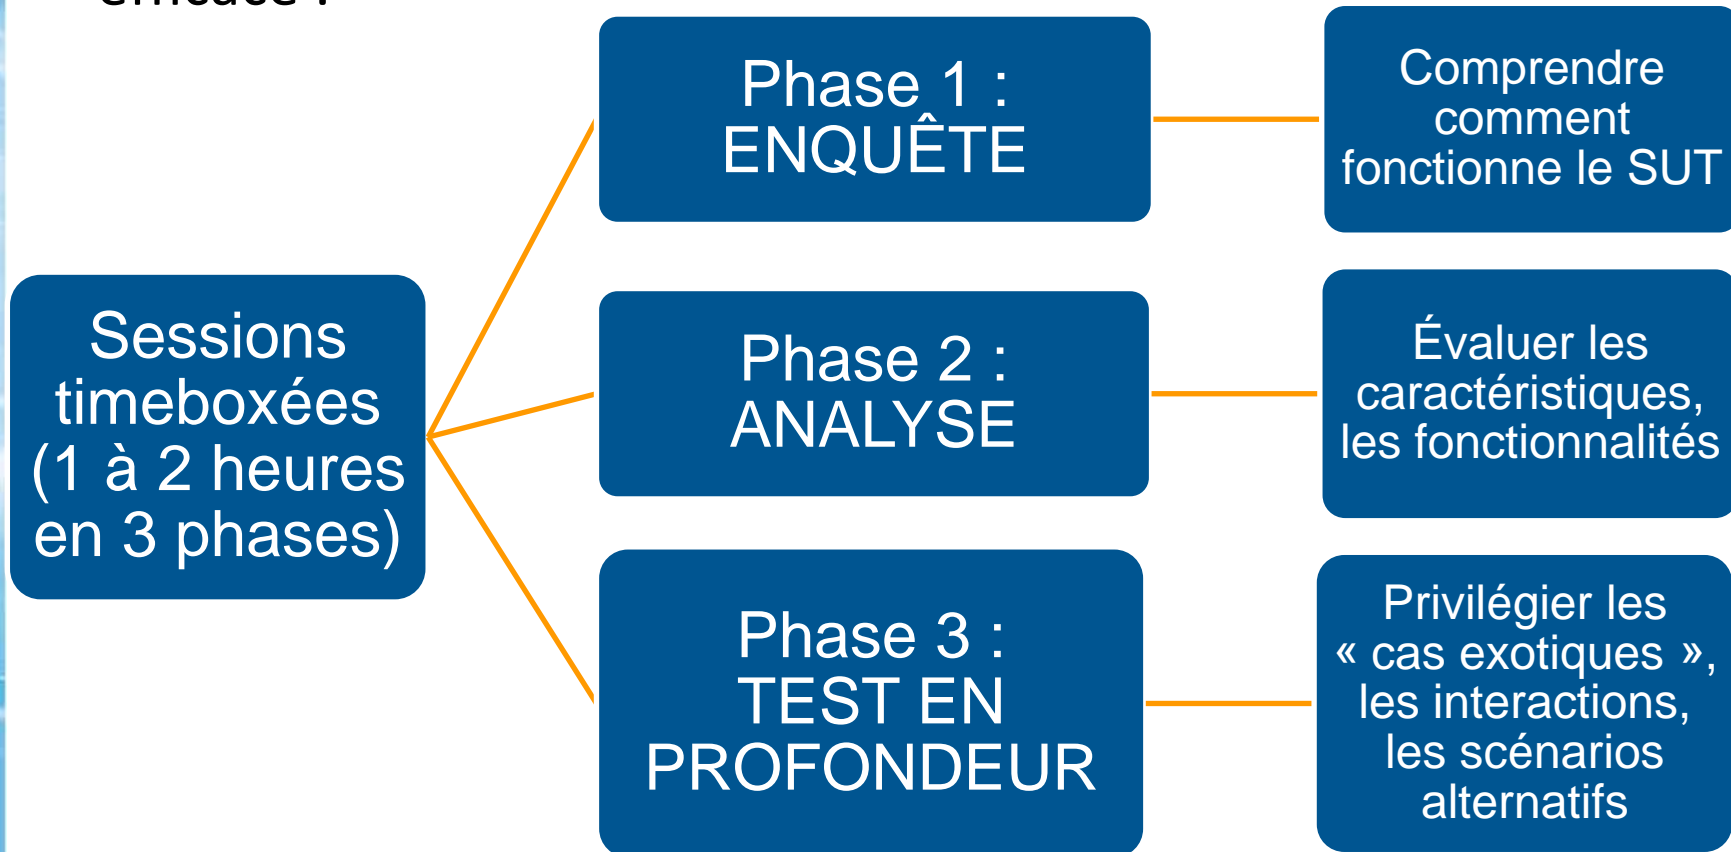 efficace :
Sessions
timeboxées
(1 à 2 heures
en 3 phases)
Phase 1 :
ENQUÊTE
Comprendre
comment
fonctionne le SUT
Phase 2 :
ANALYSE
Évaluer les
caractéristiques,
les fonctionnalités
Phase 3 :
TEST EN
PROFONDEUR
Privilégier les
« cas exotiques »,
les interactions,
les scénarios
alternatifs